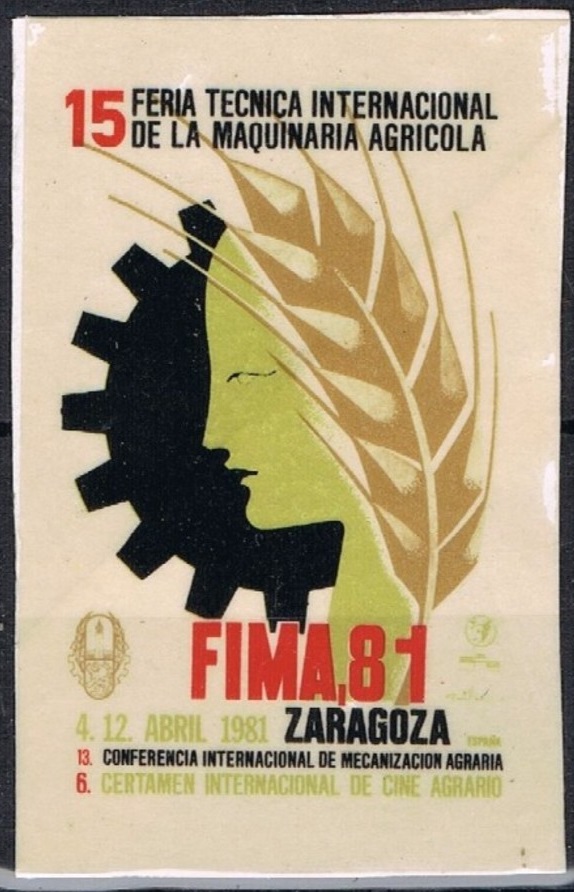 15 FERIA TECNICA INTERNACIONAL
DE LA MAQUINARIA AGRICOLA
FIMA,81
4. 12. ABRIL 1981 ZARAGOZA ESPAÑA
13. CONFERENCIA INTERNACIONAL DE MECANIZACION AGRARIA
6. CERTAMEN INTERNACIONAL DE CINE AGRARIO